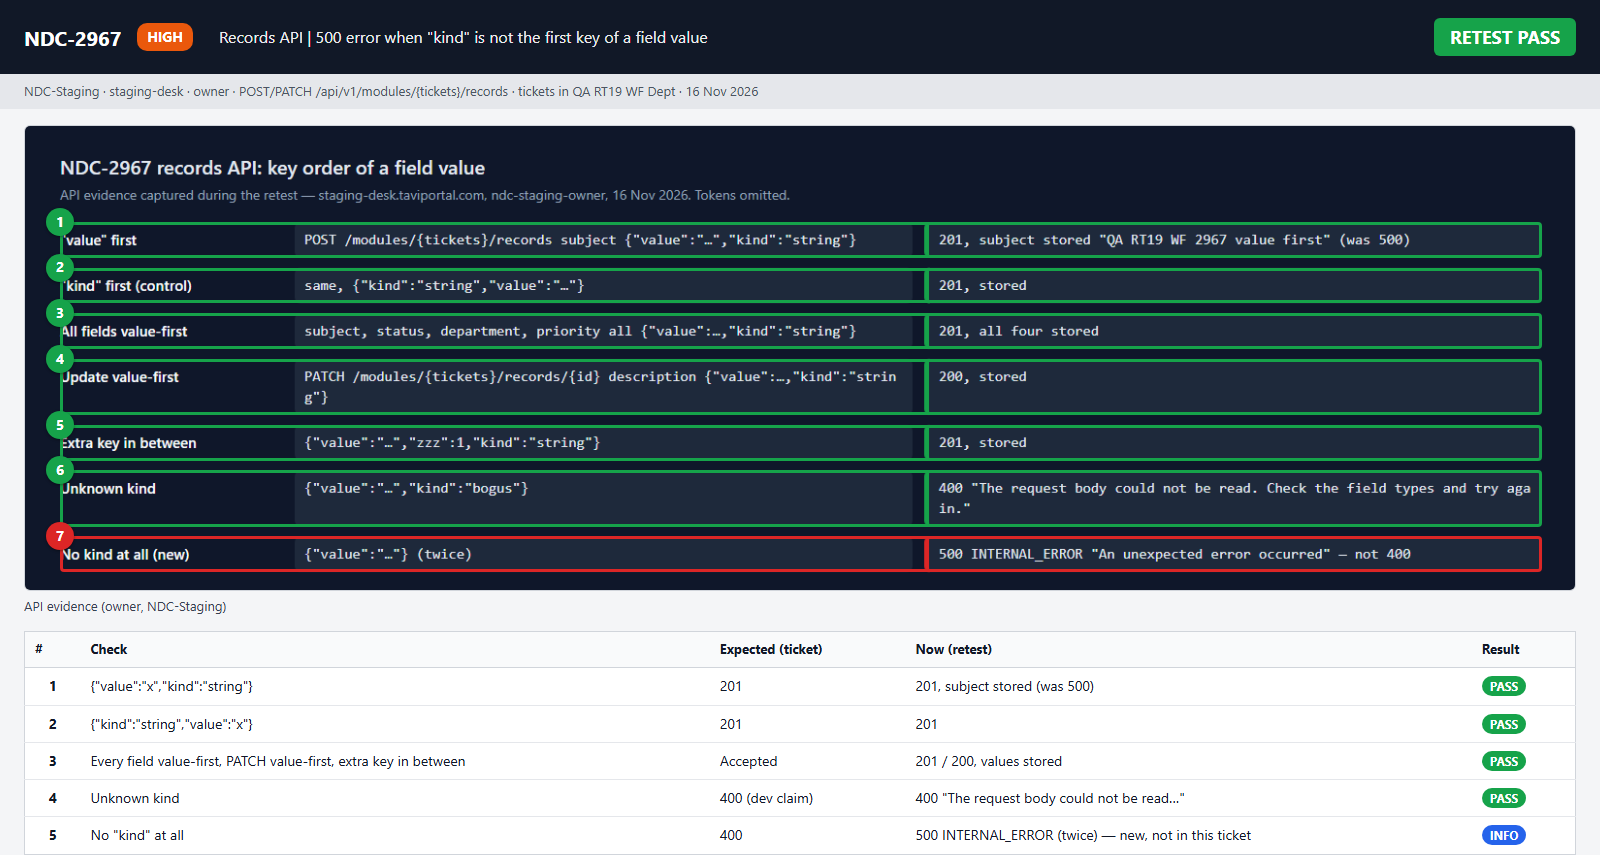 NDC-2967 HIGH Records API | 500 error when "kind" is not the first key of a field value RETEST PASS
NDC-Staging · staging-desk · owner · POST/PATCH /api/v1/modules/{tickets}/records · tickets in QA RT19 WF Dept · 16 Nov 2026
NDC-2967 records API: key order of a field value
API evidence captured during the retest — staging-desk.taviportal.com, ndc-staging-owner, 16 Nov 2026. Tokens omitted.
1
"value" first POST /modules/{tickets}/records subject {"value":"…","kind":"string"} 201, subject stored "QA RT19 WF 2967 value first" (was 500)
2
"kind" first (control) same, {"kind":"string","value":"…"} 201, stored
3
All fields value-first subject, status, department, priority all {"value":…,"kind":"string"} 201, all four stored
4
Update value-first PATCH /modules/{tickets}/records/{id} description {"value":…,"kind":"strin 200, stored
g"}
5
Extra key in between {"value":"…","zzz":1,"kind":"string"} 201, stored
6
Unknown kind {"value":"…","kind":"bogus"} 400 "The request body could not be read. Check the field types and try aga
in."
7
No kind at all (new) {"value":"…"} (twice) 500 INTERNAL_ERROR "An unexpected error occurred" — not 400
API evidence (owner, NDC-Staging)
# Check Expected (ticket) Now (retest) Result
1 {"value":"x","kind":"string"} 201 201, subject stored (was 500) PASS
2 {"kind":"string","value":"x"} 201 201 PASS
3 Every field value-first, PATCH value-first, extra key in between Accepted 201 / 200, values stored PASS
4 Unknown kind 400 (dev claim) 400 "The request body could not be read…" PASS
5 No "kind" at all 400 500 INTERNAL_ERROR (twice) — new, not in this ticket INFO